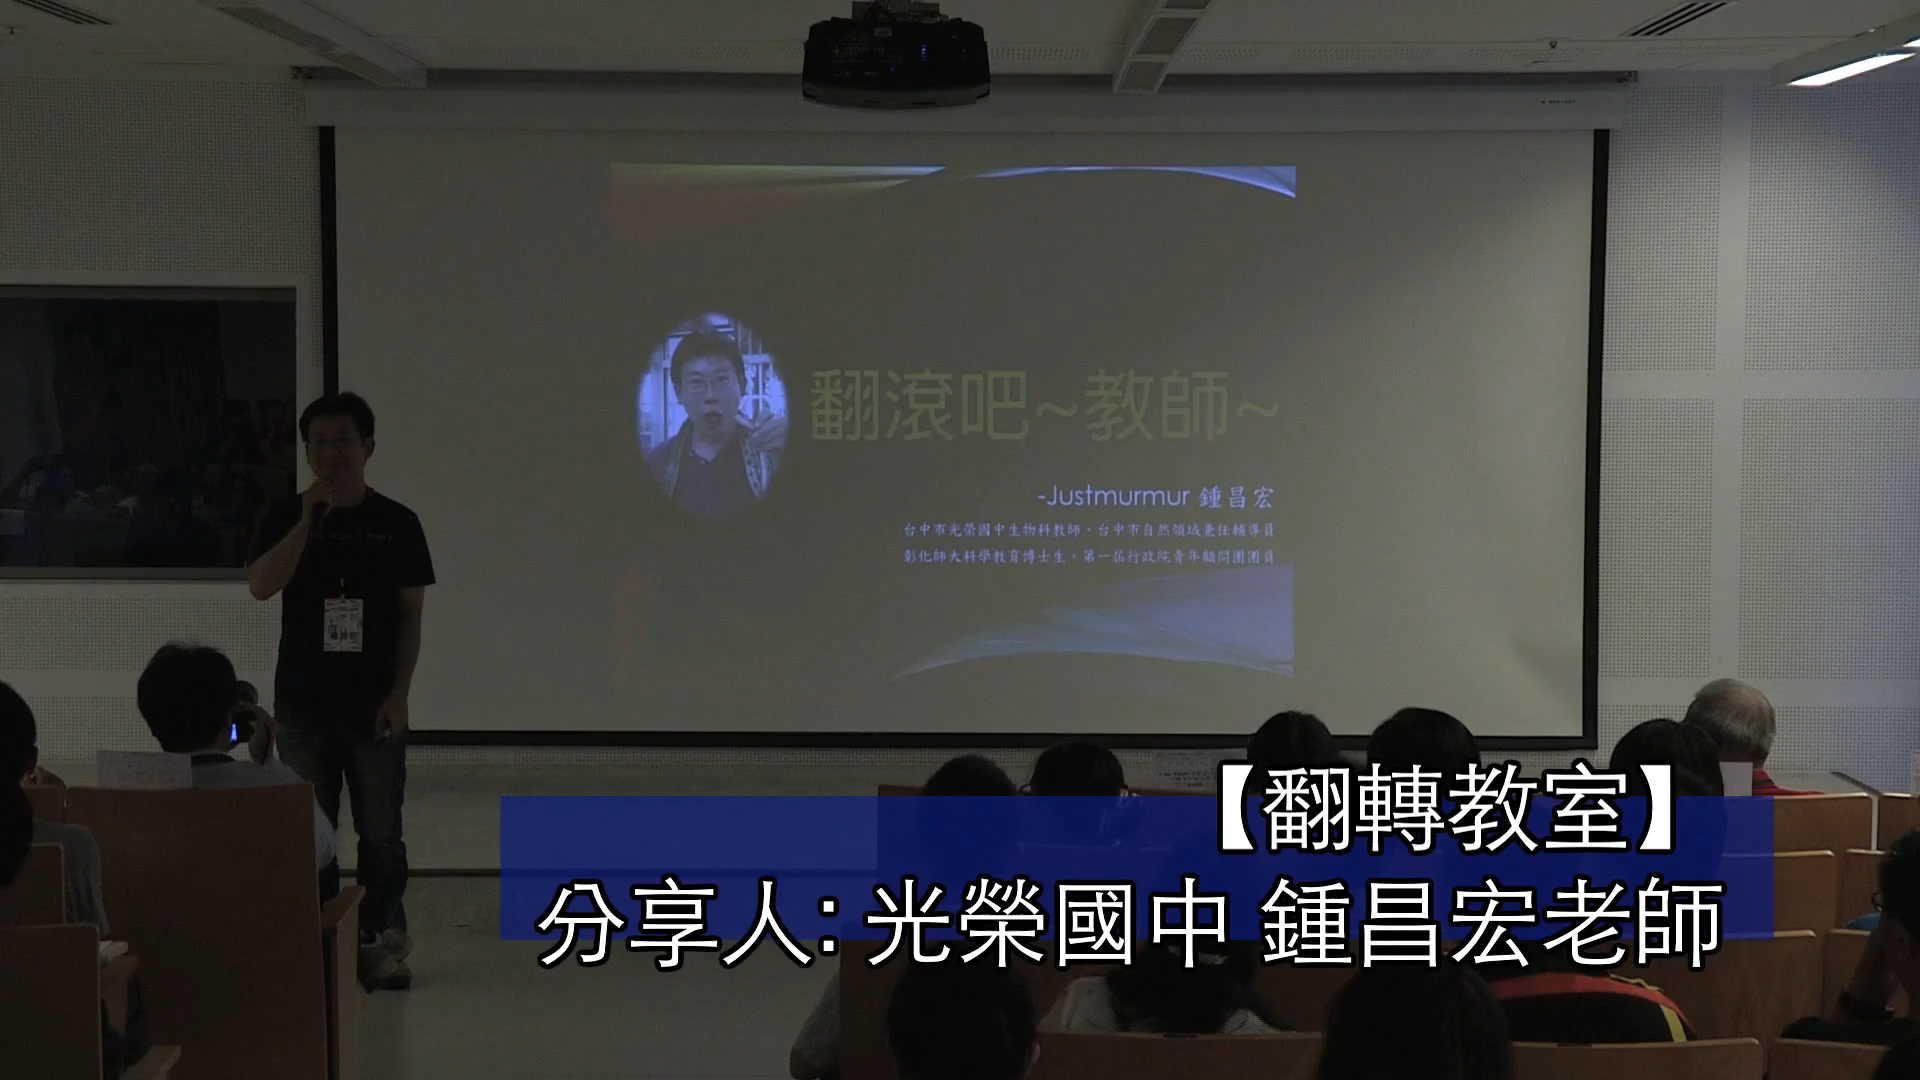 翻滾吧~教師~
-Justmurmur 鍾昌宏
台中市光榮國中生物科教師、台中市自然領域兼任輔導員
彰化師大科學教育博士生、第一屆行政院青年顧問團團員
【翻轉教室】
分享人: 光榮國中 鍾昌宏老師